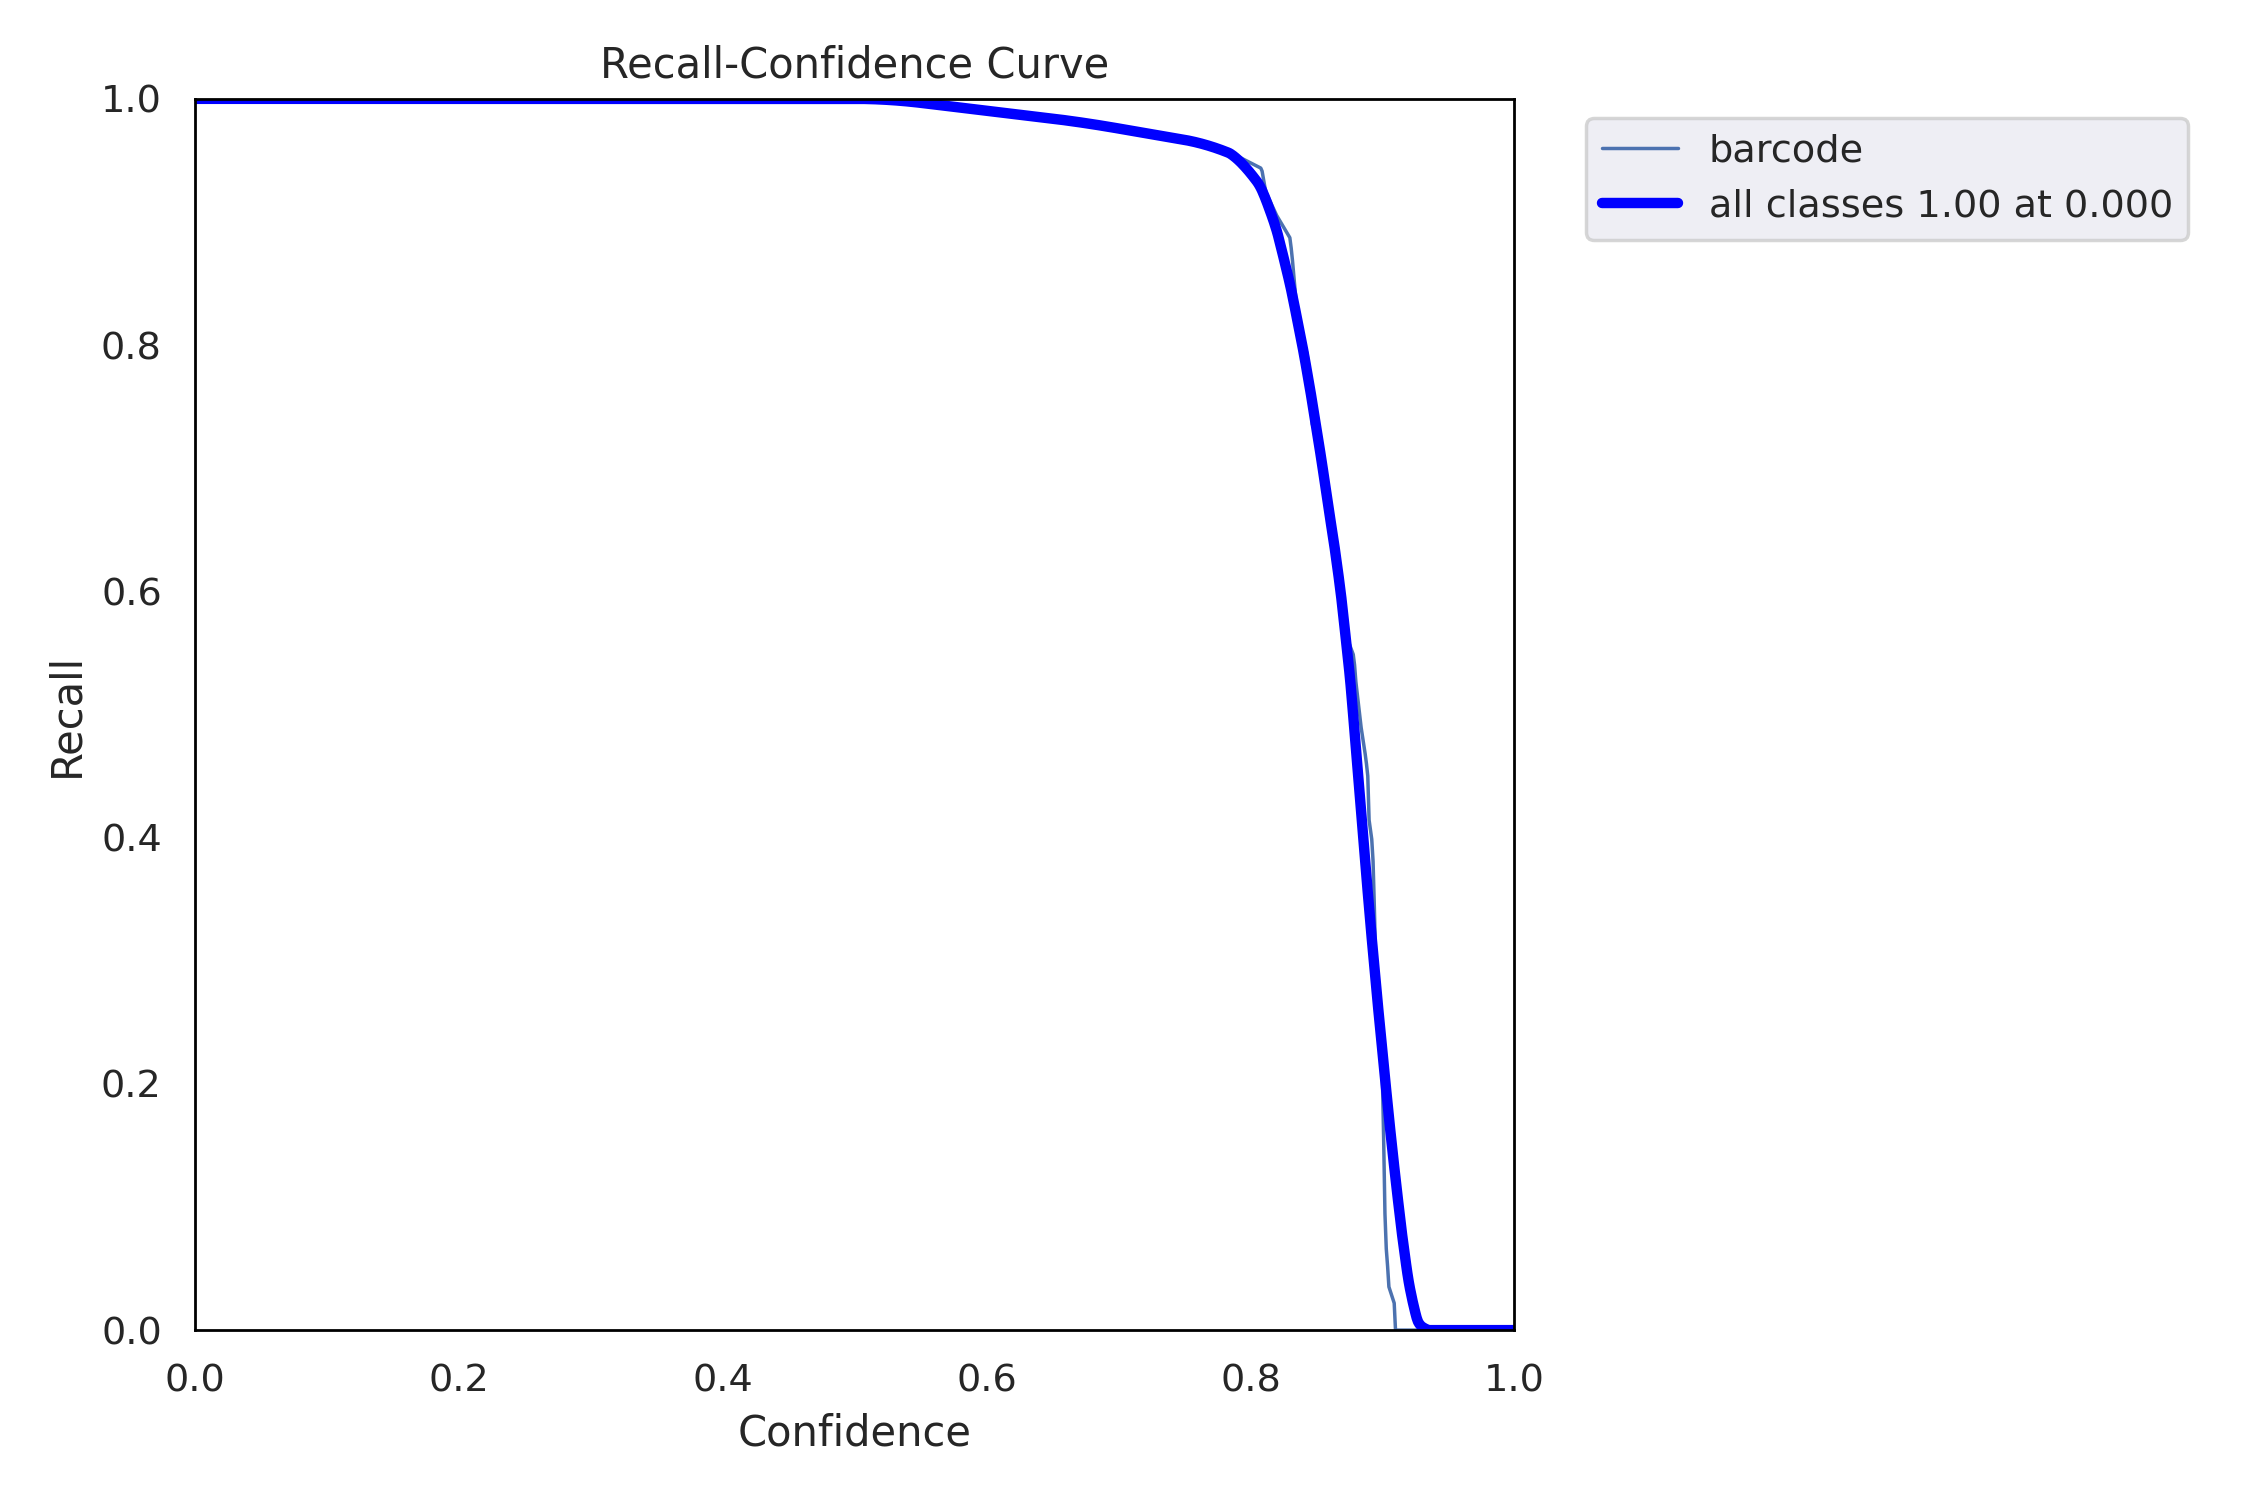 Recall-Confidence Curve
1.0
0.8
0.6
0.4
0.2
0.0
Recall
0.0 0.2 0.4 0.6 0.8 1.0
Confidence
barcode
all classes 1.00 at 0.000